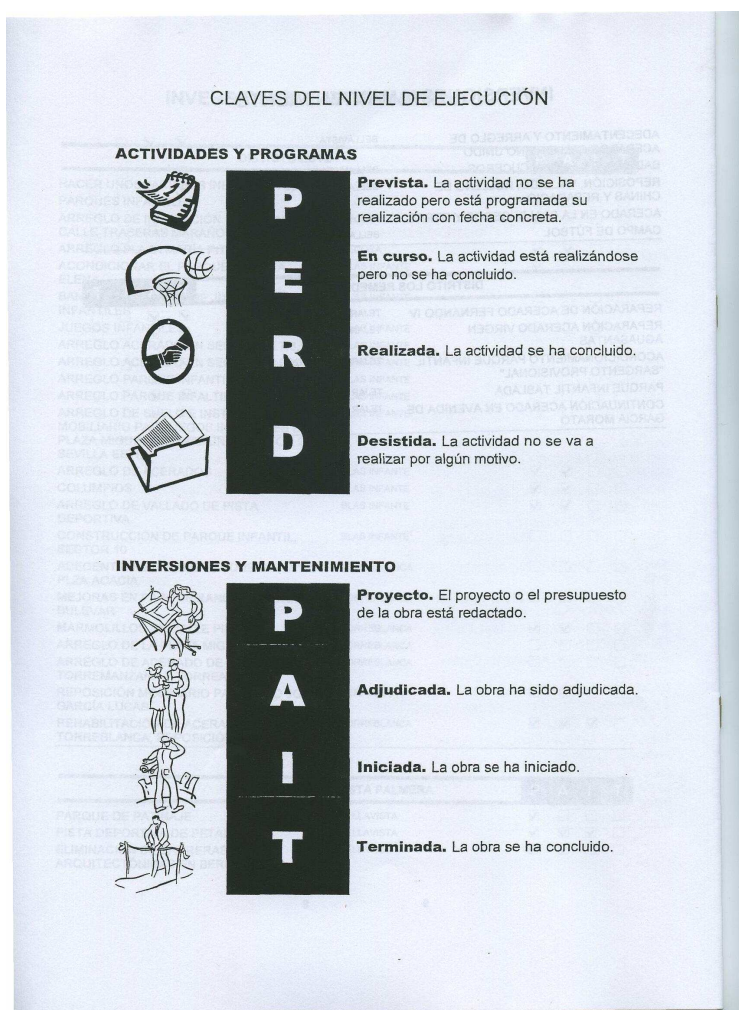 CLAVES DEL NIVEL DE EJECUCIÓN
ACTIVIDADES Y PROGRAMAS
P
Prevista. La actividad no se ha
realizado pero está programada su
realización con fecha concreta.
E
En curso. La actividad está realizándose
pero no se ha concluido.
R
Realizada. La actividad se ha concluido.
D
Desistida. La actividad no se va a
realizar por algún motivo.
INVERSIONES Y MANTENIMIENTO
P
Proyecto. El proyecto o el presupuesto
de la obra está redactado.
A
Adjudicada. La obra ha sido adjudicada.
I
Iniciada. La obra se ha iniciado.
T
Terminada. La obra se ha concluido.